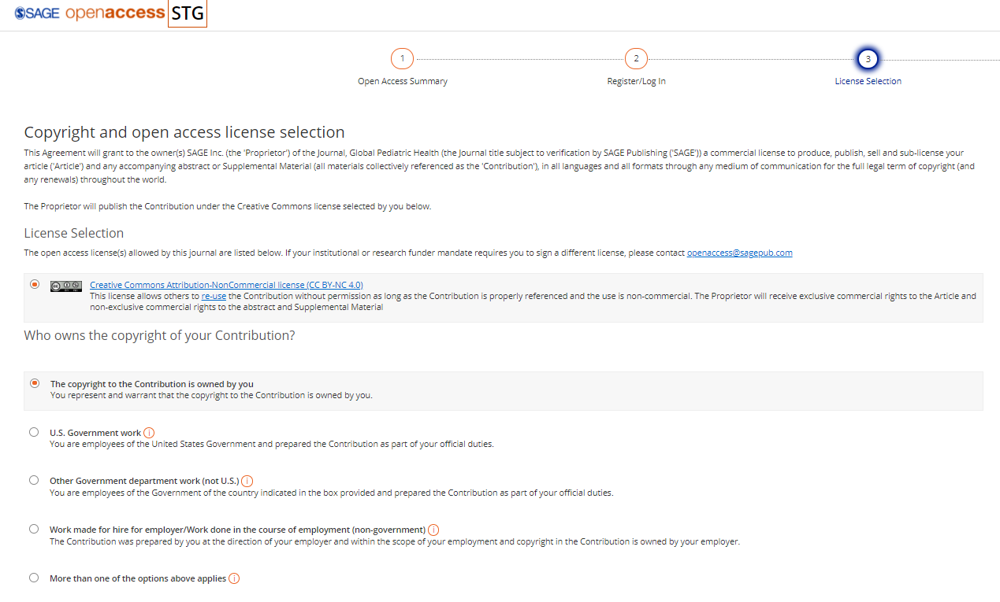 SAGE openaccess STG
1
2
3
Open Access Summary
Register/Log In
License Selection
Copyright and open access license selection
This Agreement will grant to the owner(s) SAGE Inc. (the 'Proprietor') of the Journal, Global Pediatric Health (the Journal title subject to verification by SAGE Publishing ('SAGE')) a commercial license to produce, publish, sell and sub-license your
article ('Article') and any accompanying abstract or Supplemental Material (all materials collectively referenced as the 'Contribution'), in all languages and all formats through any medium of communication for the full legal term of copyright (and
any renewals) throughout the world.
The Proprietor will publish the Contribution under the Creative Commons license selected by you below.
License Selection
The open access license(s) allowed by this journal are listed below. If your institutional or research funder mandate requires you to sign a different license, please contact openaccess@sagepub.com
Creative Commons Attribution-NonCommercial license (CC BY-NC 4.0)
This license allows others to re-use the Contribution without permission as long as the Contribution is properly referenced and the use is non-commercial. The Proprietor will receive exclusive commercial rights to the Article and
non-exclusive commercial rights to the abstract and Supplemental Material
Who owns the copyright of your Contribution?
The copyright to the Contribution is owned by you
You represent and warrant that the copyright to the Contribution is owned by you.
U.S. Government work
You are employees of the United States Government and prepared the Contribution as part of your official duties.
Other Government department work (not U.S.)
You are employees of the Government of the country indicated in the box provided and prepared the Contribution as part of your official duties.
Work made for hire for employer/Work done in the course of employment (non-government)
The Contribution was prepared by you at the direction of your employer and within the scope of your employment and copyright in the Contribution is owned by your employer.
More than one of the options above applies